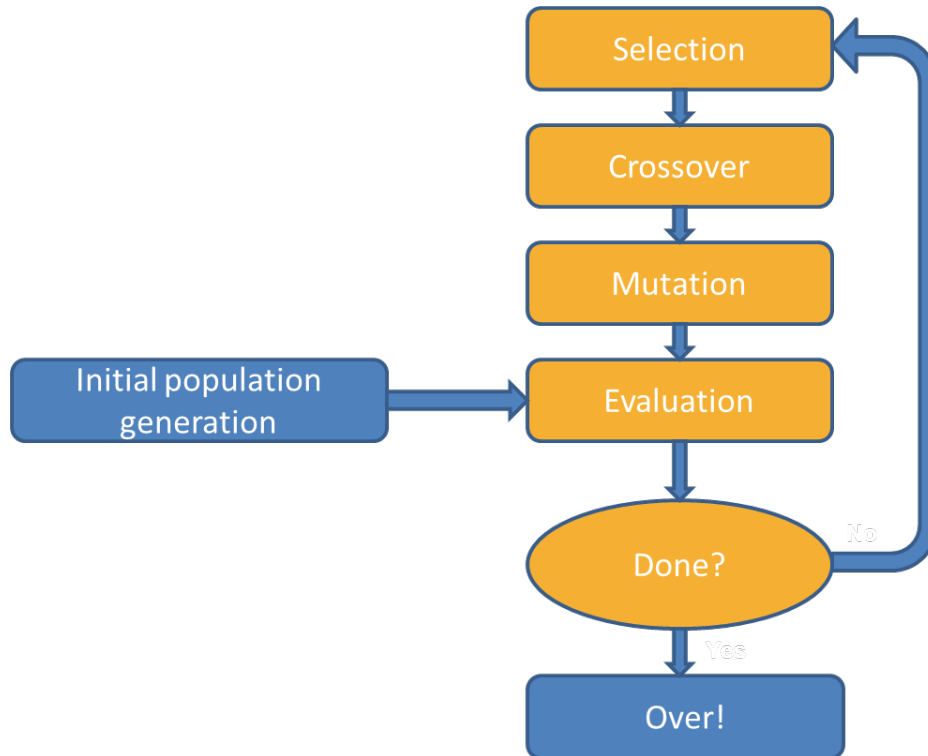 Selection
Crossover
Mutation
Initial population
generation
Evaluation
No
Done?
Yes
Over!